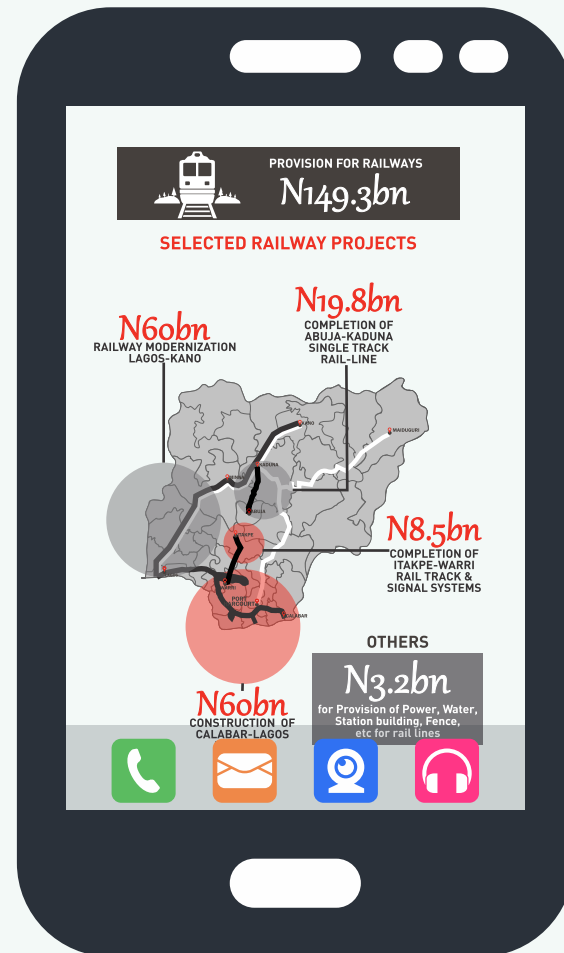 PROVISION FOR RAILWAYS
N149.3bn
SELECTED RAILWAY PROJECTS
N19.8bn
COMPLETION OF
ABUJA-KADUNA
SINGLE TRACK
RAIL-LINE
N60bn
RAILWAY MODERNIZATION
LAGOS-KANO
KANO
MAIDUGURI
KADUNA
ABUJA
N8.5bn
COMPLETION OF
ITAKPE-WARRI
RAIL TRACK &
SIGNAL SYSTEMS
PORT
CALABAR
OTHERS
N3.2bn
for Provision of Power, Water,
Station building, Fence,
etc for rail lines
N60bn
CONSTRUCTION OF
CALABAR-LAGOS